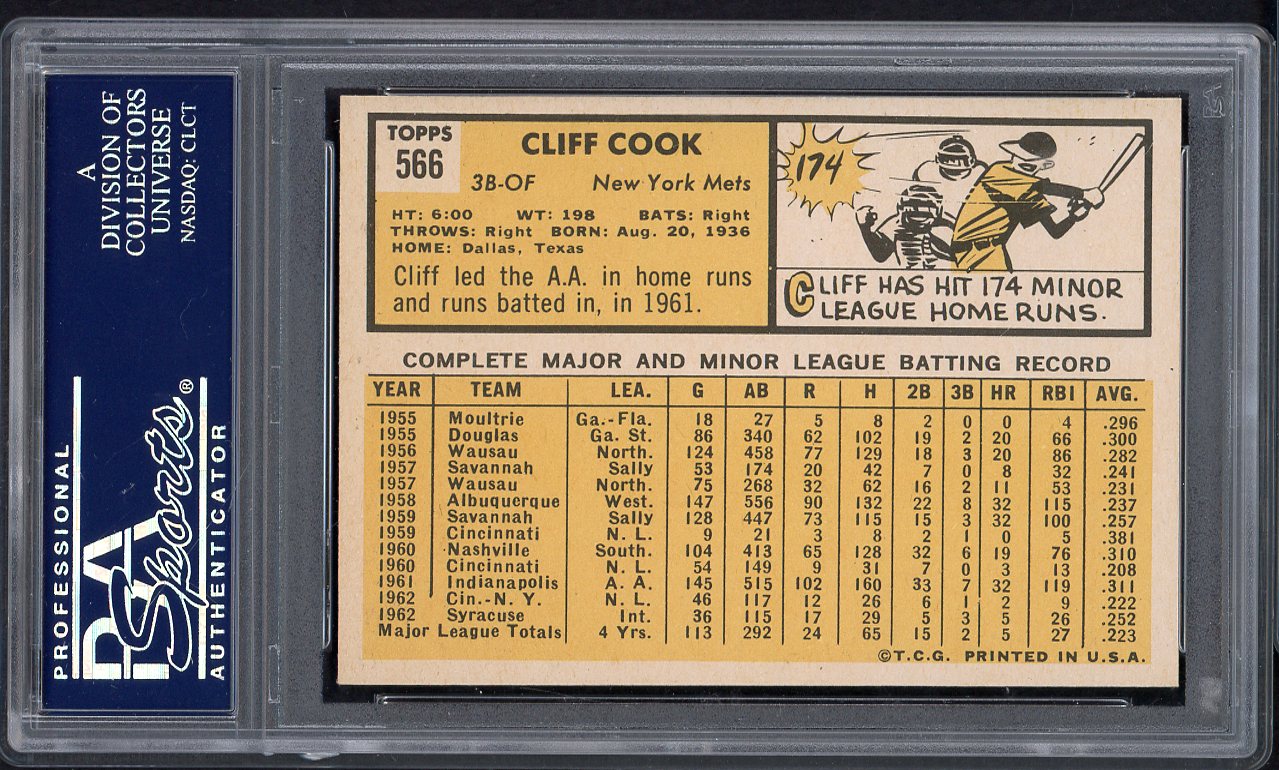 A
DIVISION OF
COLLECTORS
UNIVERSE
NASDAQ: CLCT
PROFESSIONAL
PSA
Sports®
AUTHENTICATOR
TOPPS
566
CLIFF COOK
3B-OF New York Mets
HT: 6:00 WT: 198 BATS: Right
THROWS: Right BORN: Aug. 20, 1936
HOME: Dallas, Texas
Cliff led the A.A. in home runs
and runs batted in, in 1961.
174
CLIFF HAS HIT 174 MINOR
LEAGUE HOME RUNS.
COMPLETE MAJOR AND MINOR LEAGUE BATTING RECORD
YEAR TEAM LEA. G AB R H 2B 3B HR RBI AVG.
1955 Moultrie Ga.-Fla. 18 27 5 8 2 0 0 4 .296
1955 Douglas Ga. St. 86 340 62 102 19 2 20 66 .300
1956 Wausau North. 124 458 77 129 18 3 20 86 .282
1957 Savannah Sally 53 174 20 42 7 0 8 32 .241
1957 Wausau North. 75 268 32 62 16 2 11 53 .231
1958 Albuquerque West. 147 556 90 132 22 8 32 115 .237
1959 Savannah Sally 128 447 73 115 15 3 32 100 .257
1959 Cincinnati N. L. 9 21 3 8 2 1 0 5 .381
1960 Nashville South. 104 413 65 128 32 6 19 76 .310
1960 Cincinnati N. L. 54 149 9 31 7 0 3 13 .208
1961 Indianapolis A. A. 145 515 102 160 33 7 32 119 .311
1962 Cin.-N. Y. N. L. 46 117 12 26 6 1 2 9 .222
1962 Syracuse Int. 36 115 17 29 5 3 5 26 .252
Major League Totals 4 Yrs. 113 292 24 65 15 2 5 27 .223
©T.C.G. PRINTED IN U.S.A.